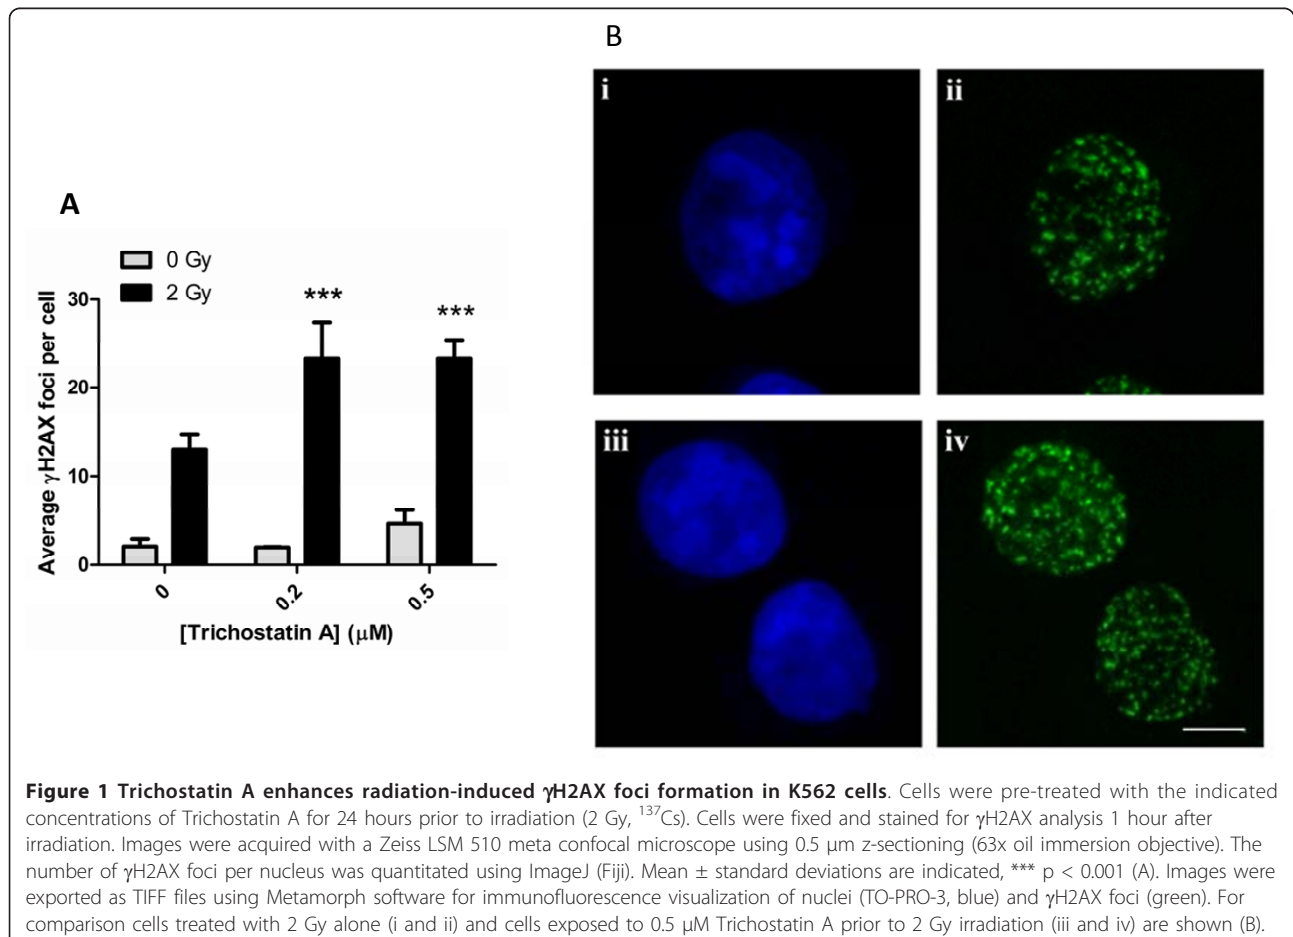 B
i
ii
A
0 Gy
2 Gy
30
20
10
0
***
***
Average γH2AX foci per cell
0
0.2
0.5
[Trichostatin A] (μM)
iii
iv
Figure 1 Trichostatin A enhances radiation-induced γH2AX foci formation in K562 cells. Cells were pre-treated with the indicated
concentrations of Trichostatin A for 24 hours prior to irradiation (2 Gy, ¹³⁷Cs). Cells were fixed and stained for γH2AX analysis 1 hour after
irradiation. Images were acquired with a Zeiss LSM 510 meta confocal microscope using 0.5 μm z-sectioning (63x oil immersion objective). The
number of γH2AX foci per nucleus was quantitated using ImageJ (Fiji). Mean ± standard deviations are indicated, *** p < 0.001 (A). Images were
exported as TIFF files using Metamorph software for immunofluorescence visualization of nuclei (TO-PRO-3, blue) and γH2AX foci (green). For
comparison cells treated with 2 Gy alone (i and ii) and cells exposed to 0.5 μM Trichostatin A prior to 2 Gy irradiation (iii and iv) are shown (B).